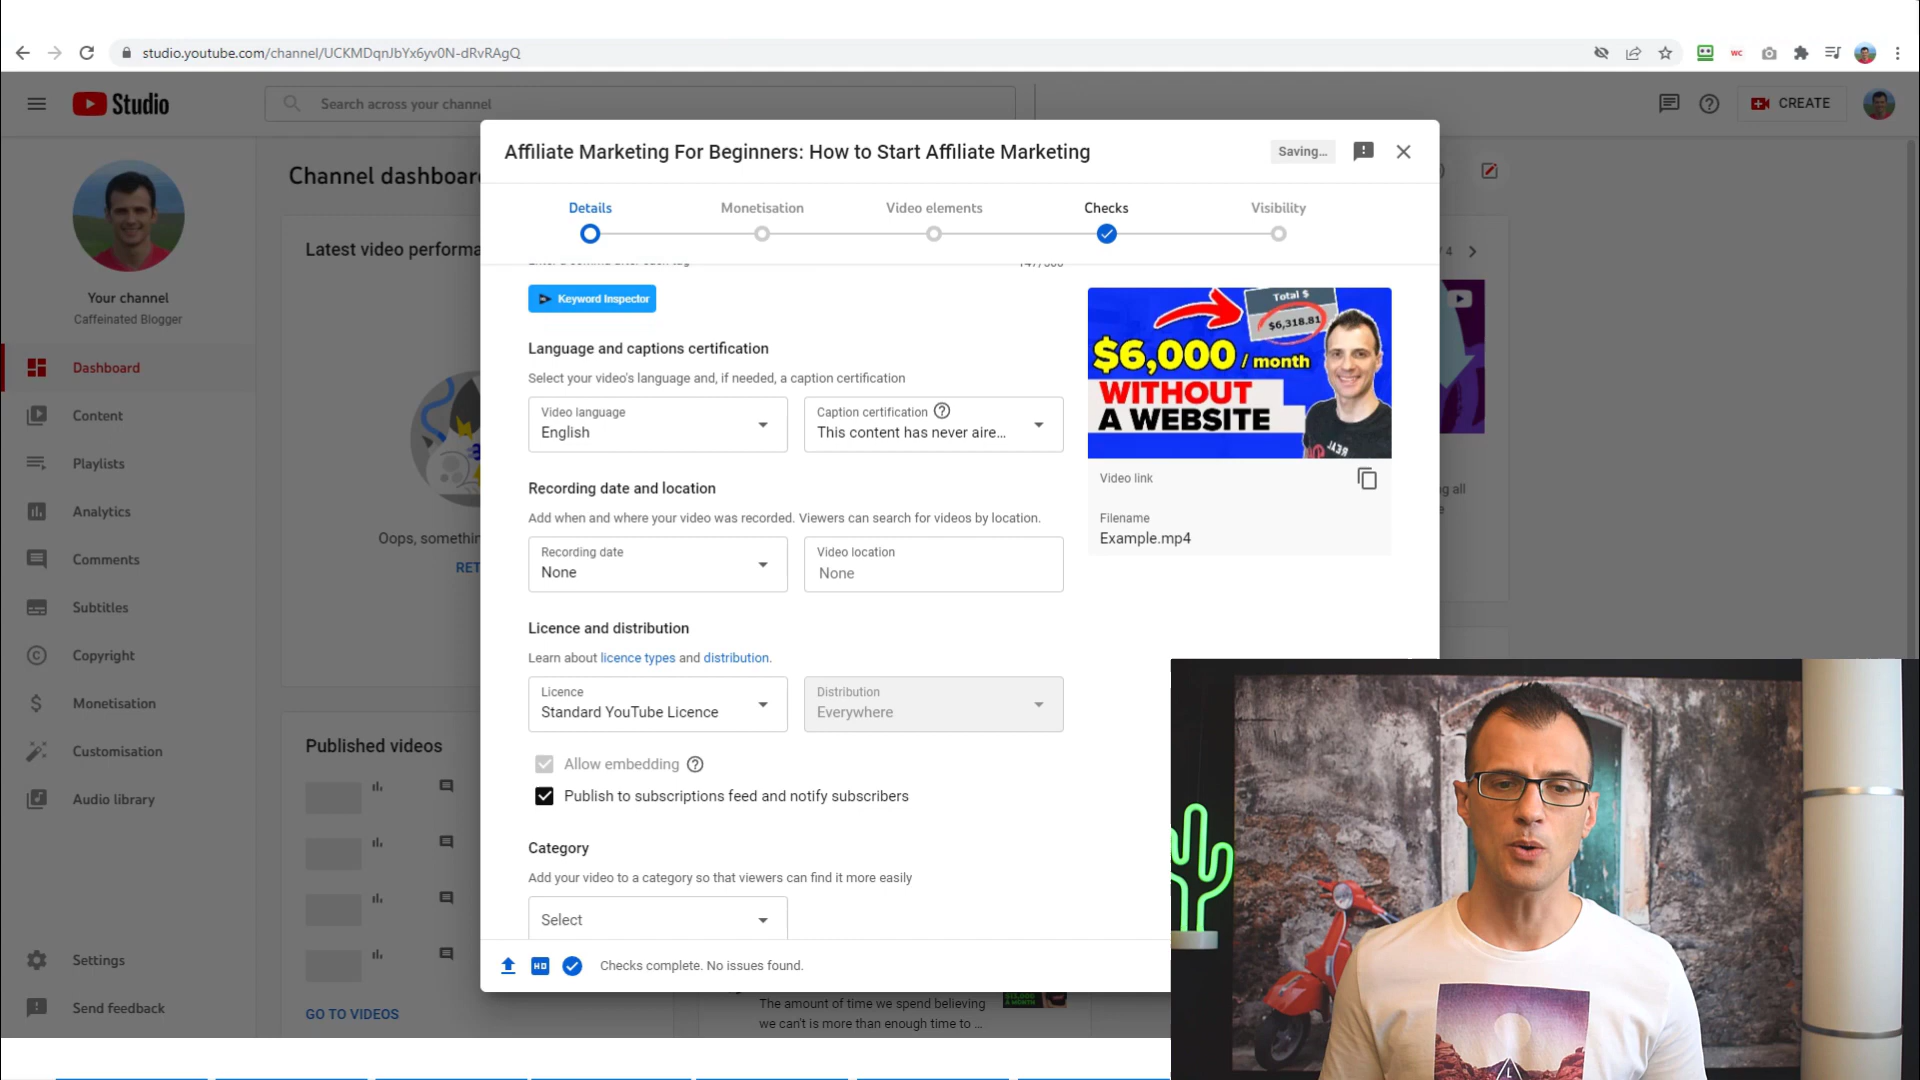 studio.youtube.com/channel/UCKMDqnJbYx6yv0N-dRvRAgQ
WC
Studio
Search across your channel
CREATE
Affiliate Marketing For Beginners: How to Start Affiliate Marketing
Saving...
Channel dashboar
Details
Monetisation
Video elements
Checks
Visibility
Latest video performa
4
Your channel
Caffeinated Blogger
Keyword Inspector
Total $
$6,318.81
$6,000 / month
WITHOUT
A WEBSITE
Language and captions certification
Select your video's language and, if needed, a caption certification
Video language
English
Caption certification
This content has never aire...
Dashboard
Content
Playlists
Analytics
Comments
Subtitles
Copyright
Monetisation
Customisation
Audio library
Settings
Send feedback
Video link
Filename
Example.mp4
g all
Recording date and location
Add when and where your video was recorded. Viewers can search for videos by location.
Recording date
None
Video location
None
Oops, somethin
RET
Licence and distribution
Learn about licence types and distribution.
Licence
Standard YouTube Licence
Distribution
Everywhere
Allow embedding
Publish to subscriptions feed and notify subscribers
Published videos
Category
Add your video to a category so that viewers can find it more easily
Select
HD
Checks complete. No issues found.
GO TO VIDEOS
The amount of time we spend believing
we can't is more than enough time to ...